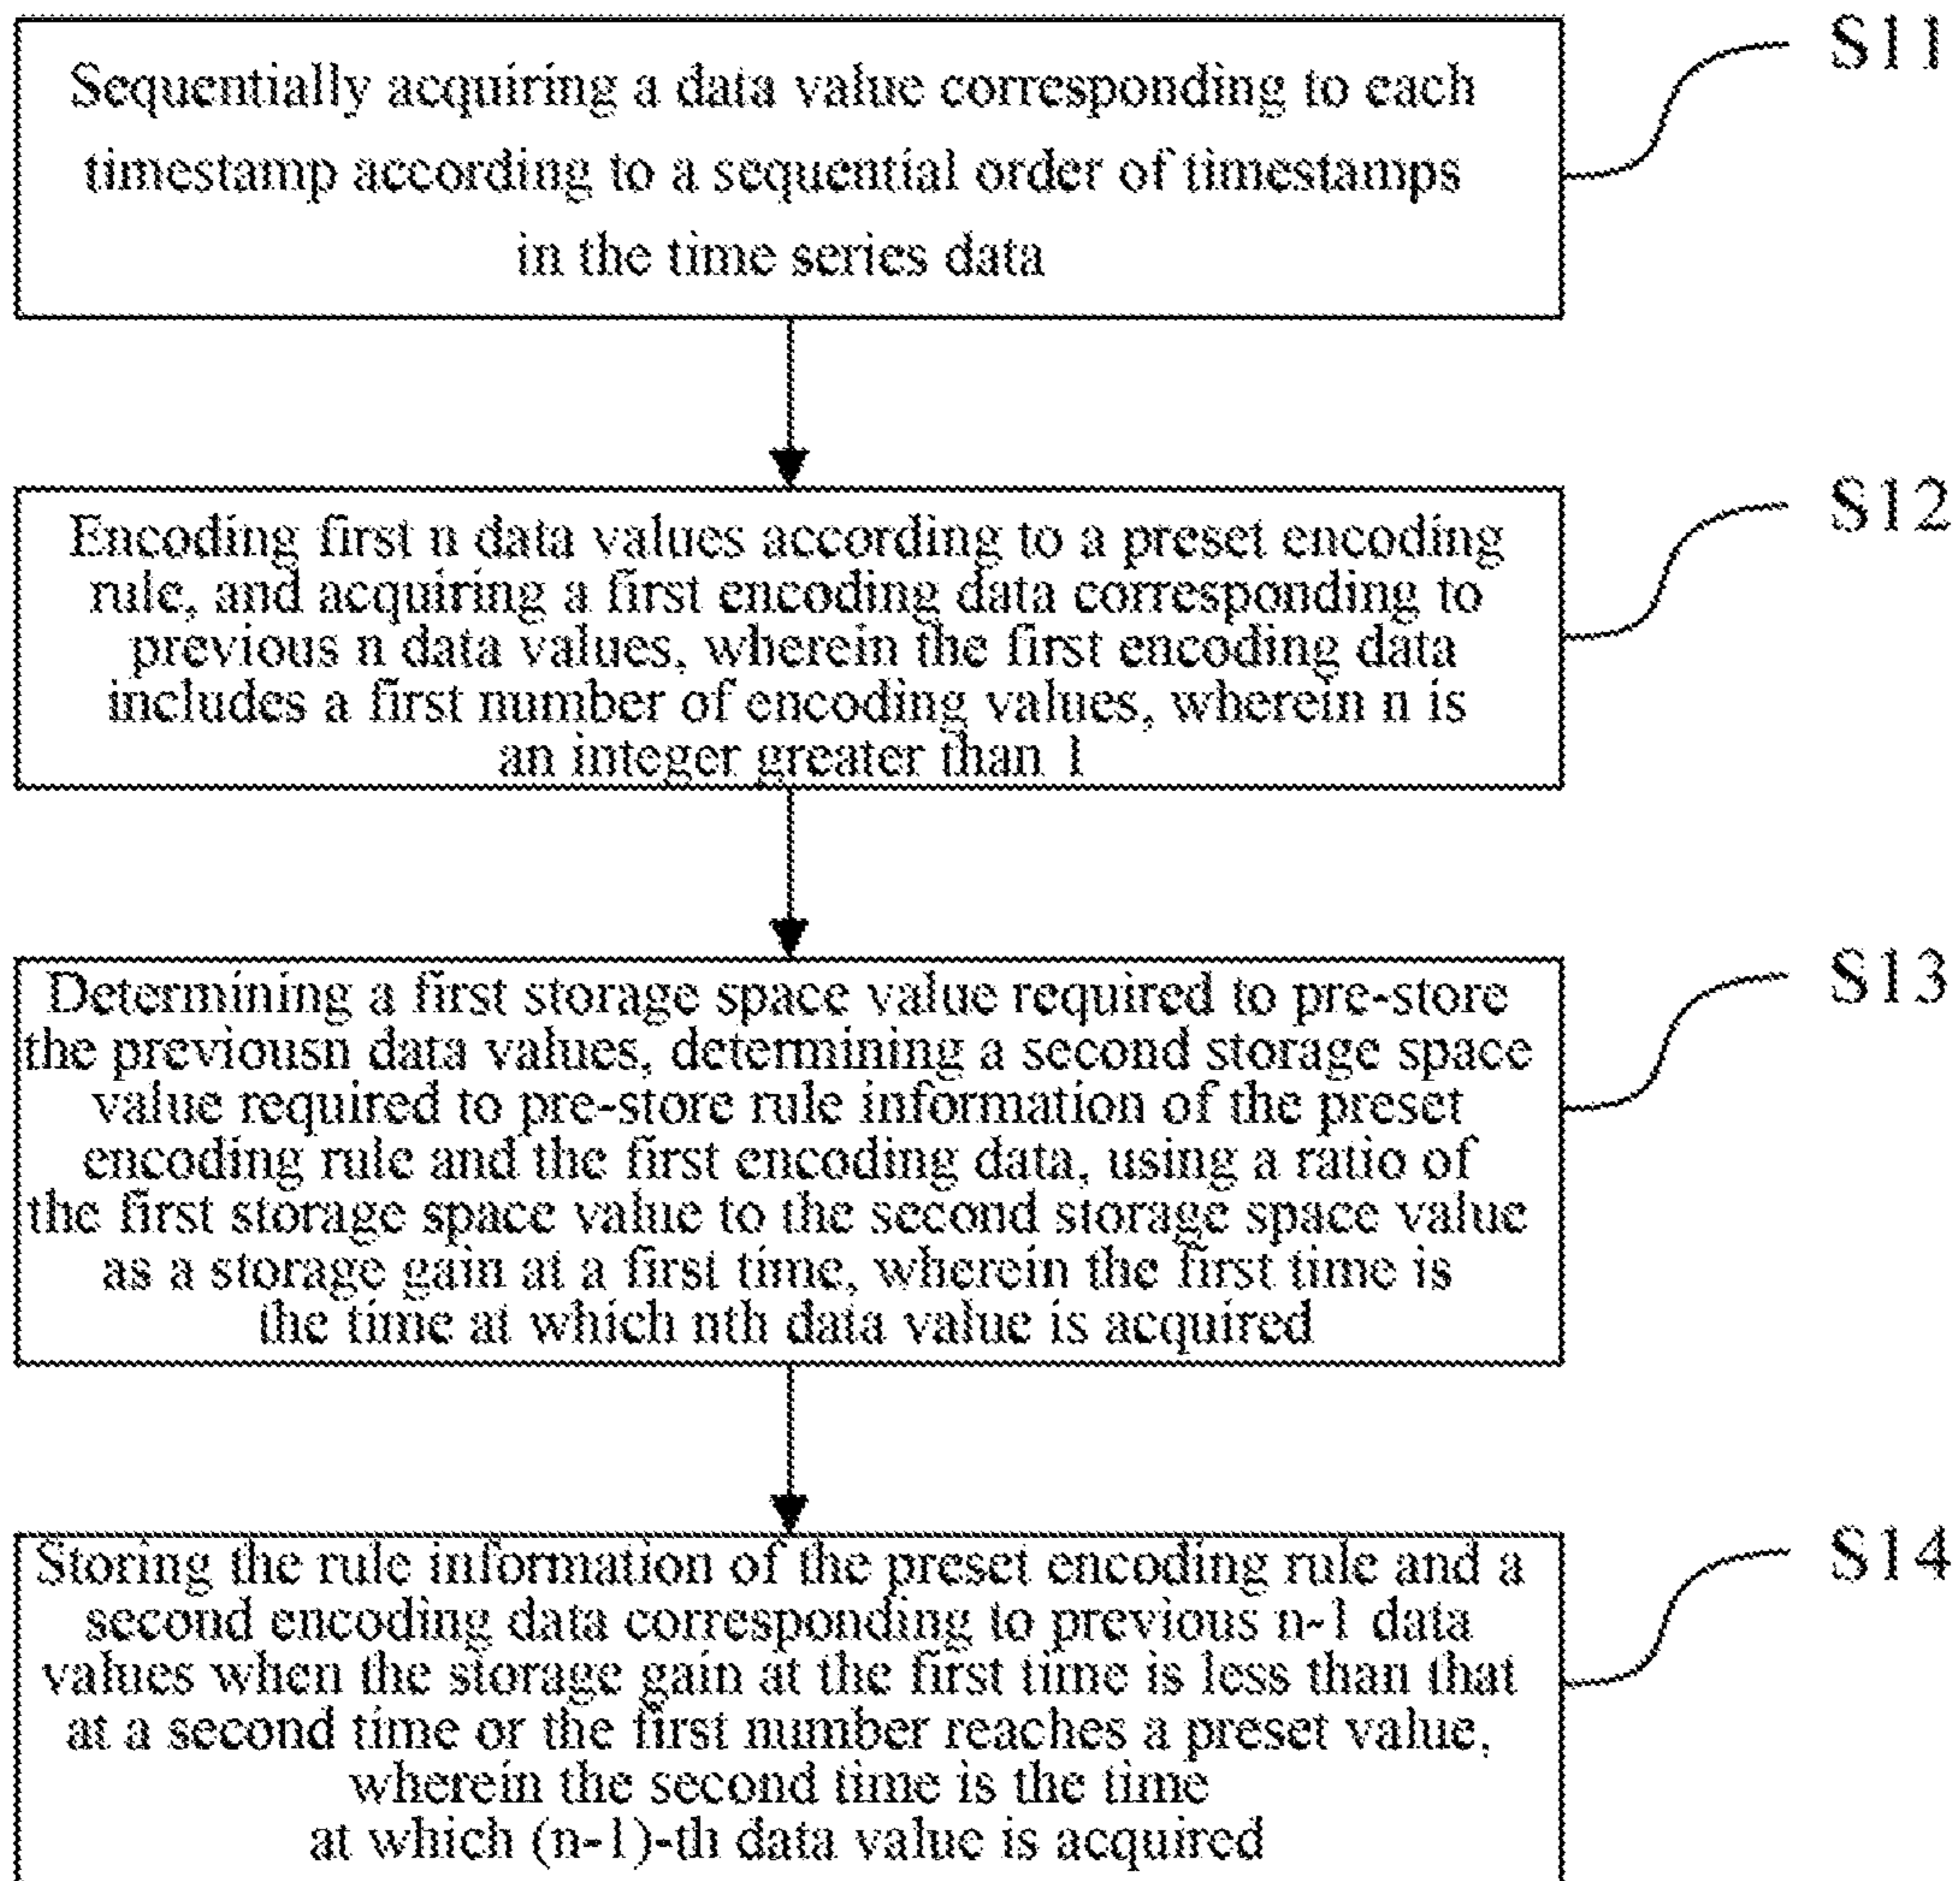 Sequentially acquiring a data value corresponding to each
timestamp according to a sequential order of timestamps
in the time series data
S11
Encoding first n data values according to a preset encoding
rule, and acquiring a first encoding data corresponding to
previous n data values, wherein the first encoding data
includes a first number of encoding values, wherein n is
an integer greater than 1
S12
Determining a first storage space value required to pre-store
the previousn data values, determining a second storage space
value required to pre-store rule information of the preset
encoding rule and the first encoding data, using a ratio of
the first storage space value to the second storage space value
as a storage gain at a first time, wherein the first time is
the time at which nth data value is acquired
S13
Storing the rule information of the preset encoding rule and a
second encoding data corresponding to previous n-1 data
values when the storage gain at the first time is less than that
at a second time or the first number reaches a preset value,
wherein the second time is the time
at which (n-1)-th data value is acquired
S14